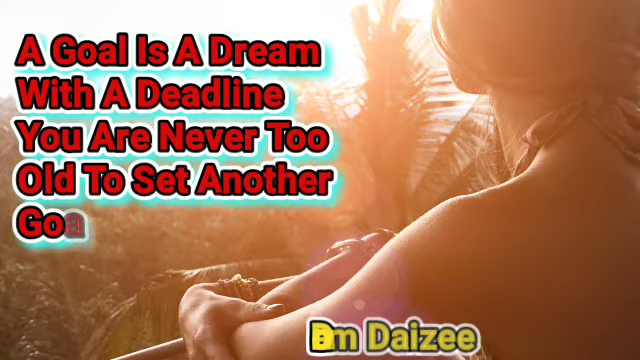 A Goal Is A Dream
With A Deadline
You Are Never Too
Old To Set Another
Goa
Daizee